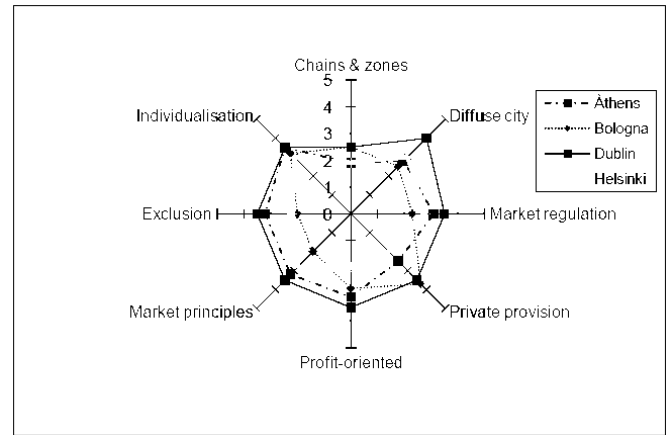 Chains & zones
5
4
3
2
1
0
Individualisation
Diffuse city
Exclusion
Market regulation
Market principles
Private provision
Profit-oriented
Àthens
Bologna
Dublin
Helsinki